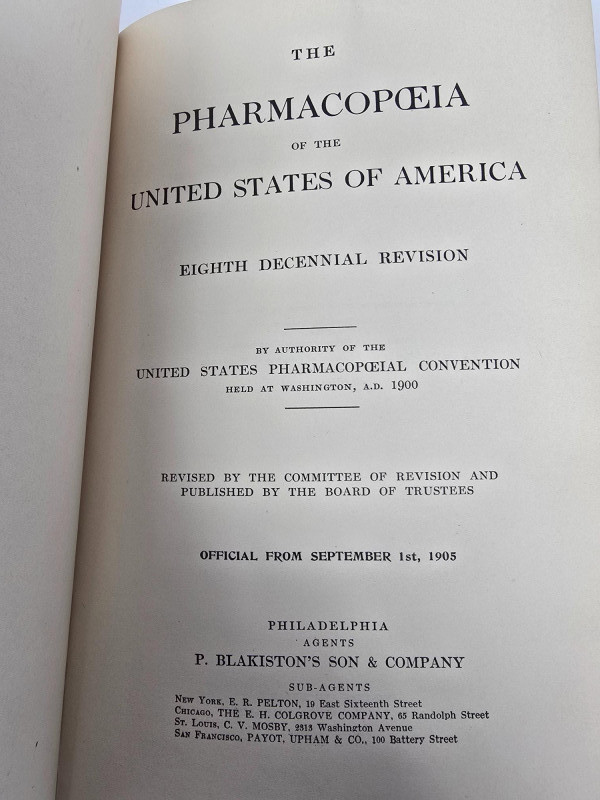 THE
PHARMACOPŒIA
OF THE
UNITED STATES OF AMERICA
EIGHTH DECENNIAL REVISION
BY AUTHORITY OF THE
UNITED STATES PHARMACOPŒIAL CONVENTION
HELD AT WASHINGTON, A.D. 1900
REVISED BY THE COMMITTEE OF REVISION AND
PUBLISHED BY THE BOARD OF TRUSTEES
OFFICIAL FROM SEPTEMBER 1st, 1905
PHILADELPHIA
AGENTS
P. BLAKISTON'S SON & COMPANY
SUB-AGENTS
NEW YORK, E. R. PELTON, 19 East Sixteenth Street
CHICAGO, THE E. H. COLGROVE COMPANY, 65 Randolph Street
ST. LOUIS, C. V. MOSBY, 2313 Washington Avenue
SAN FRANCISCO, PAYOT, UPHAM & CO., 100 Battery Street